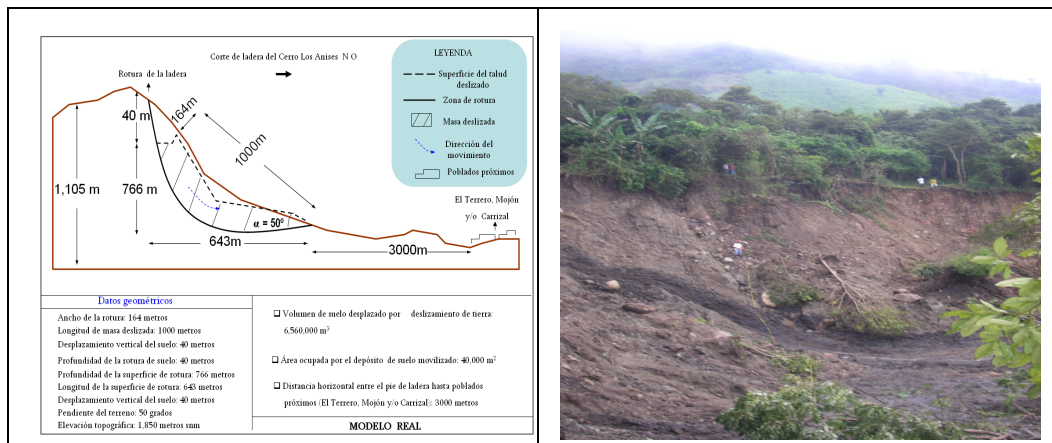 Corte de ladera del Cerro Los Anises N O
Rotura de la ladera
40 m
164m
1000m
1,105 m
766 m
α = 50º
643m
3000m
LEYENDA
Superficie del talud
deslizado
Zona de rotura
Masa deslizada
Dirección del
movimiento
Poblados próximos
El Terrero, Mojón
y/o Carrizal
Datos geométricos
Ancho de la rotura: 164 metros
Longitud de masa deslizada: 1000 metros
Desplazamiento vertical del suelo: 40 metros
Profundidad de la rotura de suelo: 40 metros
Profundidad de la superficie de rotura: 766 metros
Longitud de la superficie de rotura: 643 metros
Desplazamiento vertical del suelo: 40 metros
Pendiente del terreno: 50 grados
Elevación topográfica: 1,850 metros snm
Volumen de suelo desplazado por deslizamiento de tierra:
6,560,000 m³
Área ocupada por el depósito de suelo movilizado: 40,000 m²
Distancia horizontal entre el pie de ladera hasta poblados
próximos (El Terrero, Mojón y/o Carrizal): 3000 metros
MODELO REAL